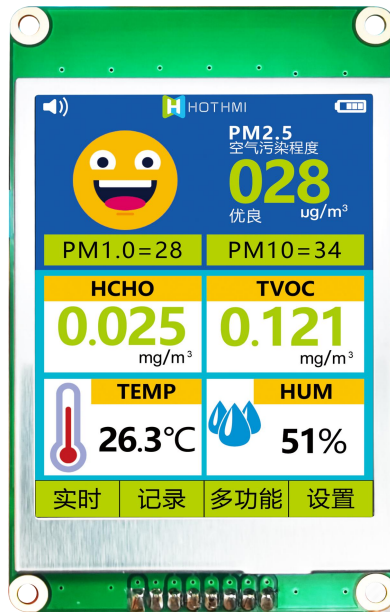 HOTHMI
PM2.5
空气污染程度
028
优良 ug/m³
PM1.0=28 PM10=34
HCHO TVOC
0.025 0.121
mg/m³ mg/m³
TEMP HUM
26.3℃ 51%
实时 记录 多功能 设置